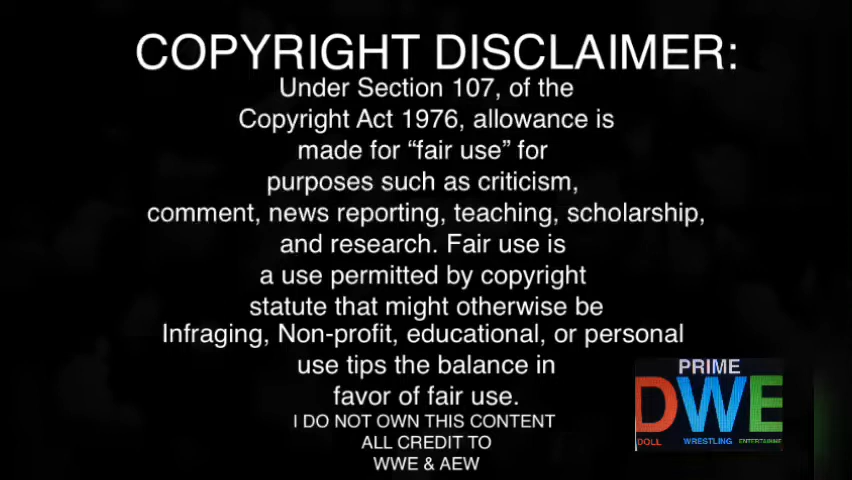 COPYRIGHT DISCLAIMER:
Under Section 107, of the
Copyright Act 1976, allowance is
made for “fair use” for
purposes such as criticism,
comment, news reporting, teaching, scholarship,
and research. Fair use is
a use permitted by copyright
statute that might otherwise be
Infraging, Non-profit, educational, or personal
use tips the balance in
favor of fair use.
I DO NOT OWN THIS CONTENT
ALL CREDIT TO
WWE & AEW
PRIME
DWE
DOLL WRESTLING